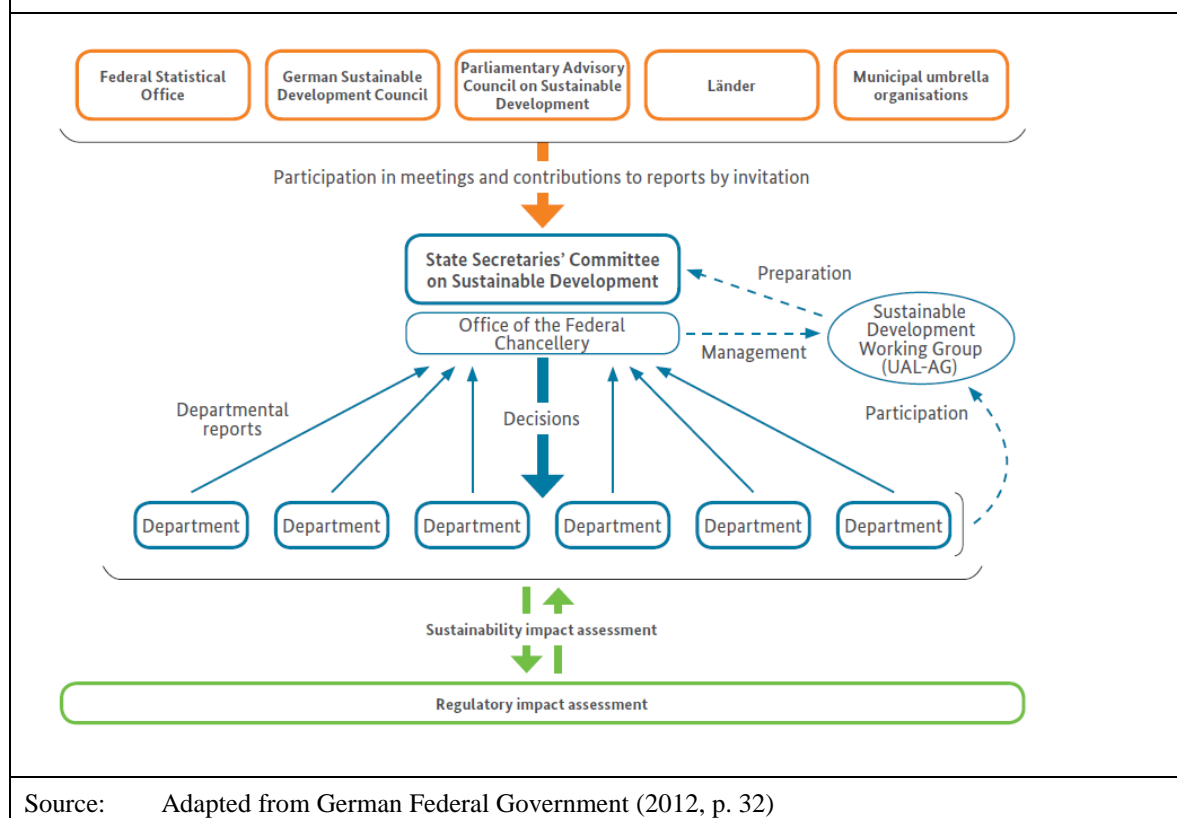 Federal Statistical
Office
German Sustainable
Development Council
Parliamentary Advisory
Council on Sustainable
Development
Länder
Municipal umbrella
organisations
Participation in meetings and contributions to reports by invitation
State Secretaries’ Committee
on Sustainable Development
Preparation
Office of the Federal
Chancellery
Management
Sustainable
Development
Working Group
(UAL-AG)
Departmental
reports
Decisions
Participation
Department
Department
Department
Department
Department
Department
Sustainability impact assessment
Regulatory impact assessment
Source: Adapted from German Federal Government (2012, p. 32)